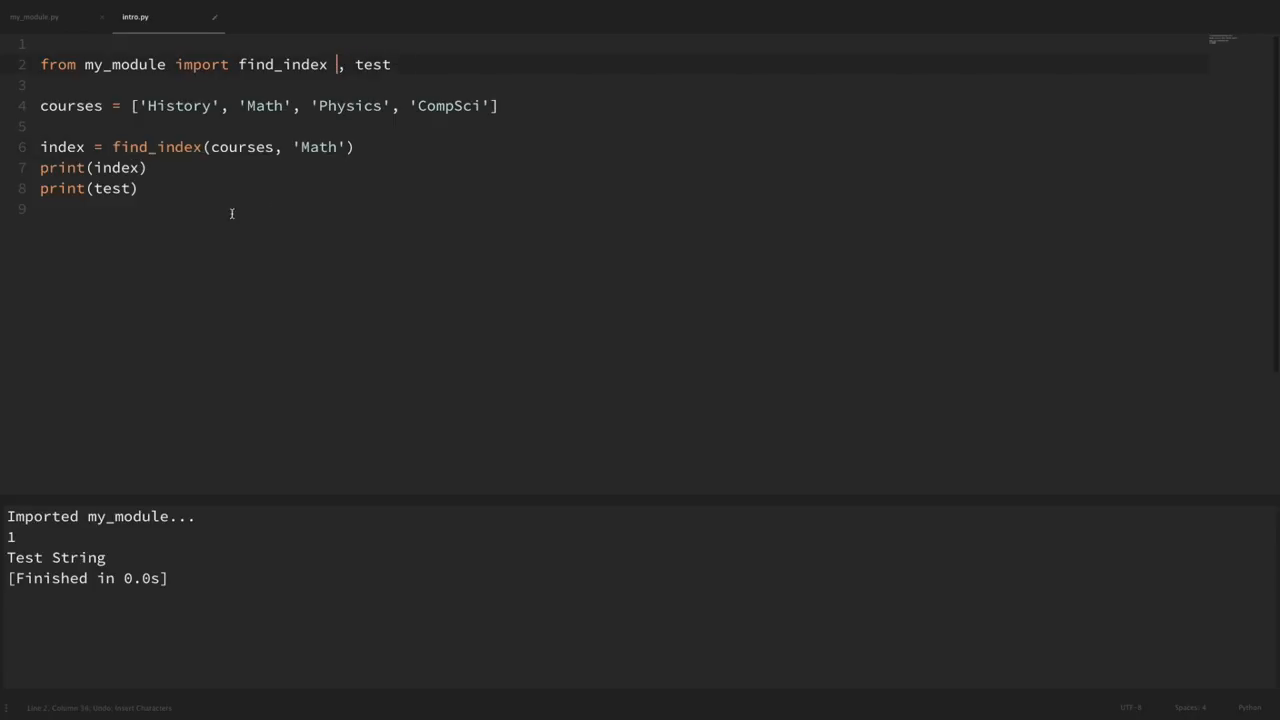 my_module.py
intro.py
1
2 from my_module import find_index , test
3
4 courses = ['History', 'Math', 'Physics', 'CompSci']
5
6 index = find_index(courses, 'Math')
7 print(index)
8 print(test)
9
Imported my_module...
1
Test String
[Finished in 0.0s]
Line 2, Column 34; Undo: Insert Characters
UTF-8
Spaces: 4
Python